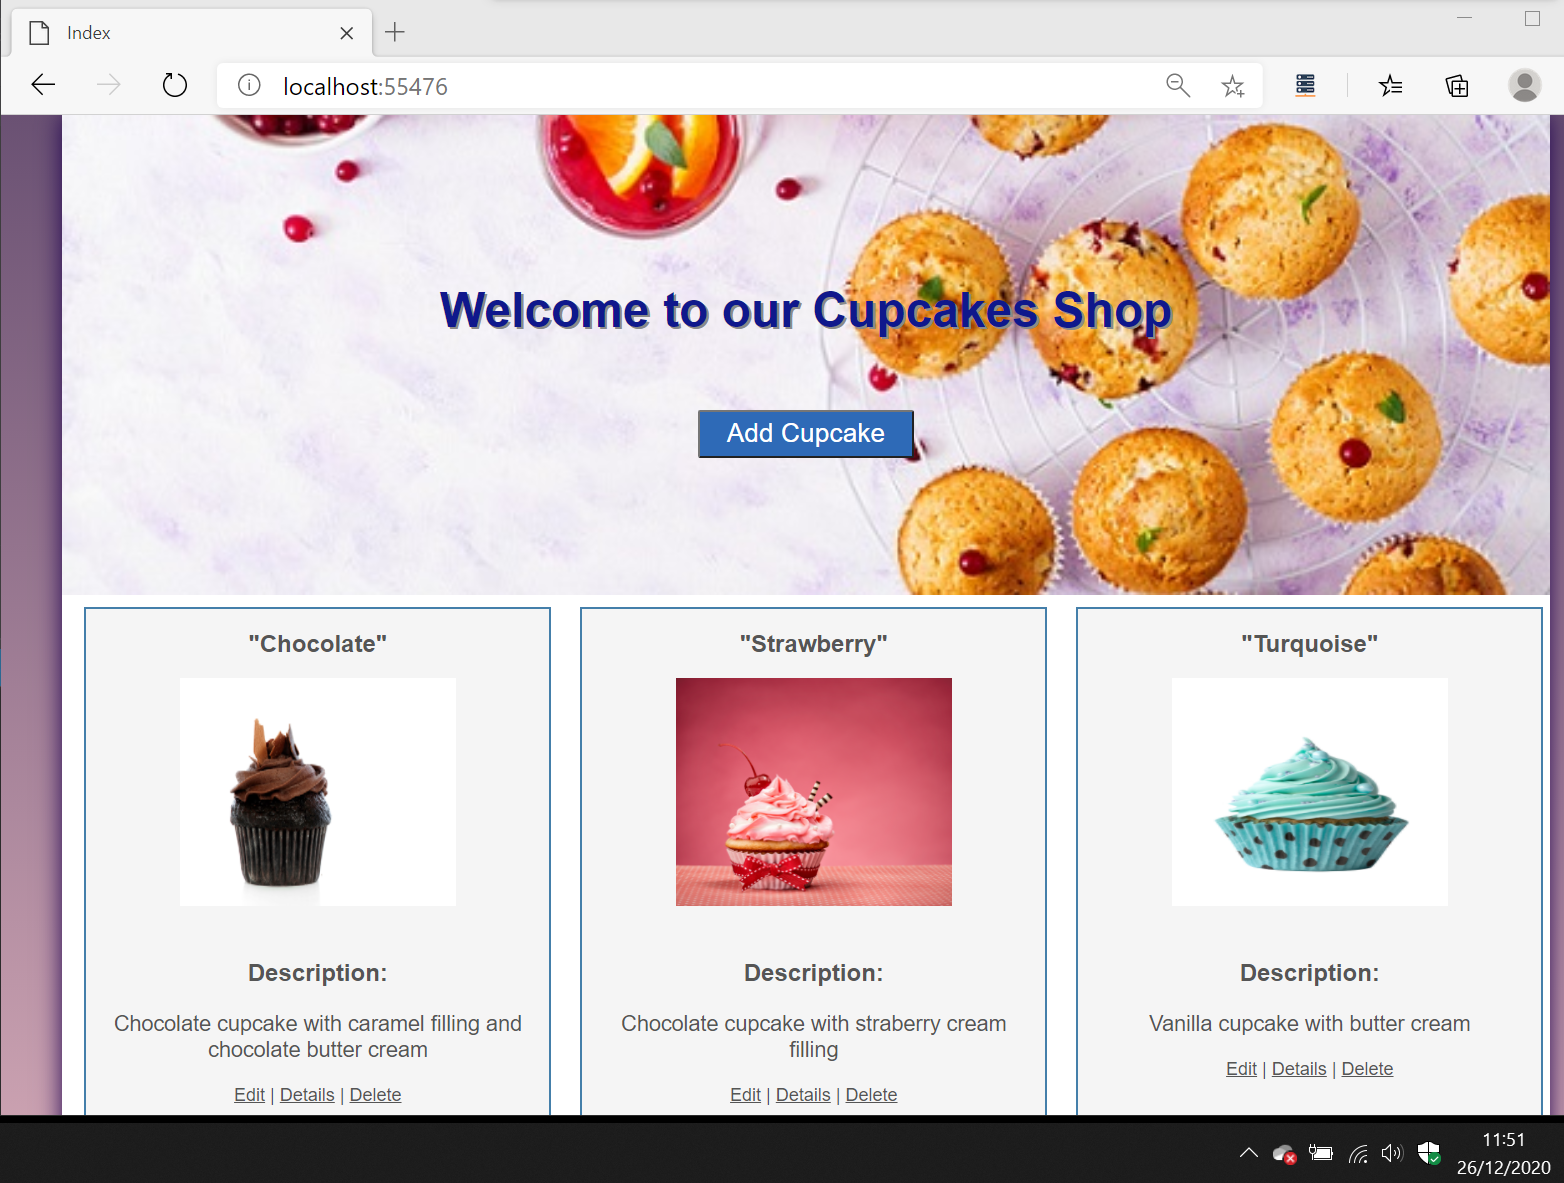 Index
localhost:55476
Welcome to our Cupcakes Shop
Add Cupcake
"Chocolate"
"Strawberry"
"Turquoise"
Description:
Chocolate cupcake with caramel filling and
chocolate butter cream
Edit | Details | Delete
Description:
Chocolate cupcake with straberry cream
filling
Edit | Details | Delete
Description:
Vanilla cupcake with butter cream
Edit | Details | Delete
11:51
26/12/2020